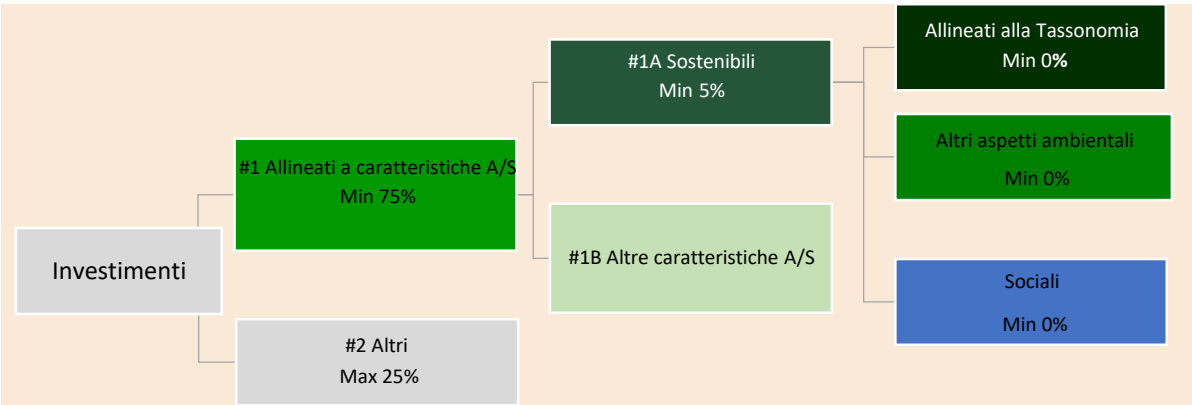 Investimenti
#1 Allineati a caratteristiche A/S
Min 75%
#2 Altri
Max 25%
#1A Sostenibili
Min 5%
#1B Altre caratteristiche A/S
Allineati alla Tassonomia
Min 0%
Altri aspetti ambientali
Min 0%
Sociali
Min 0%